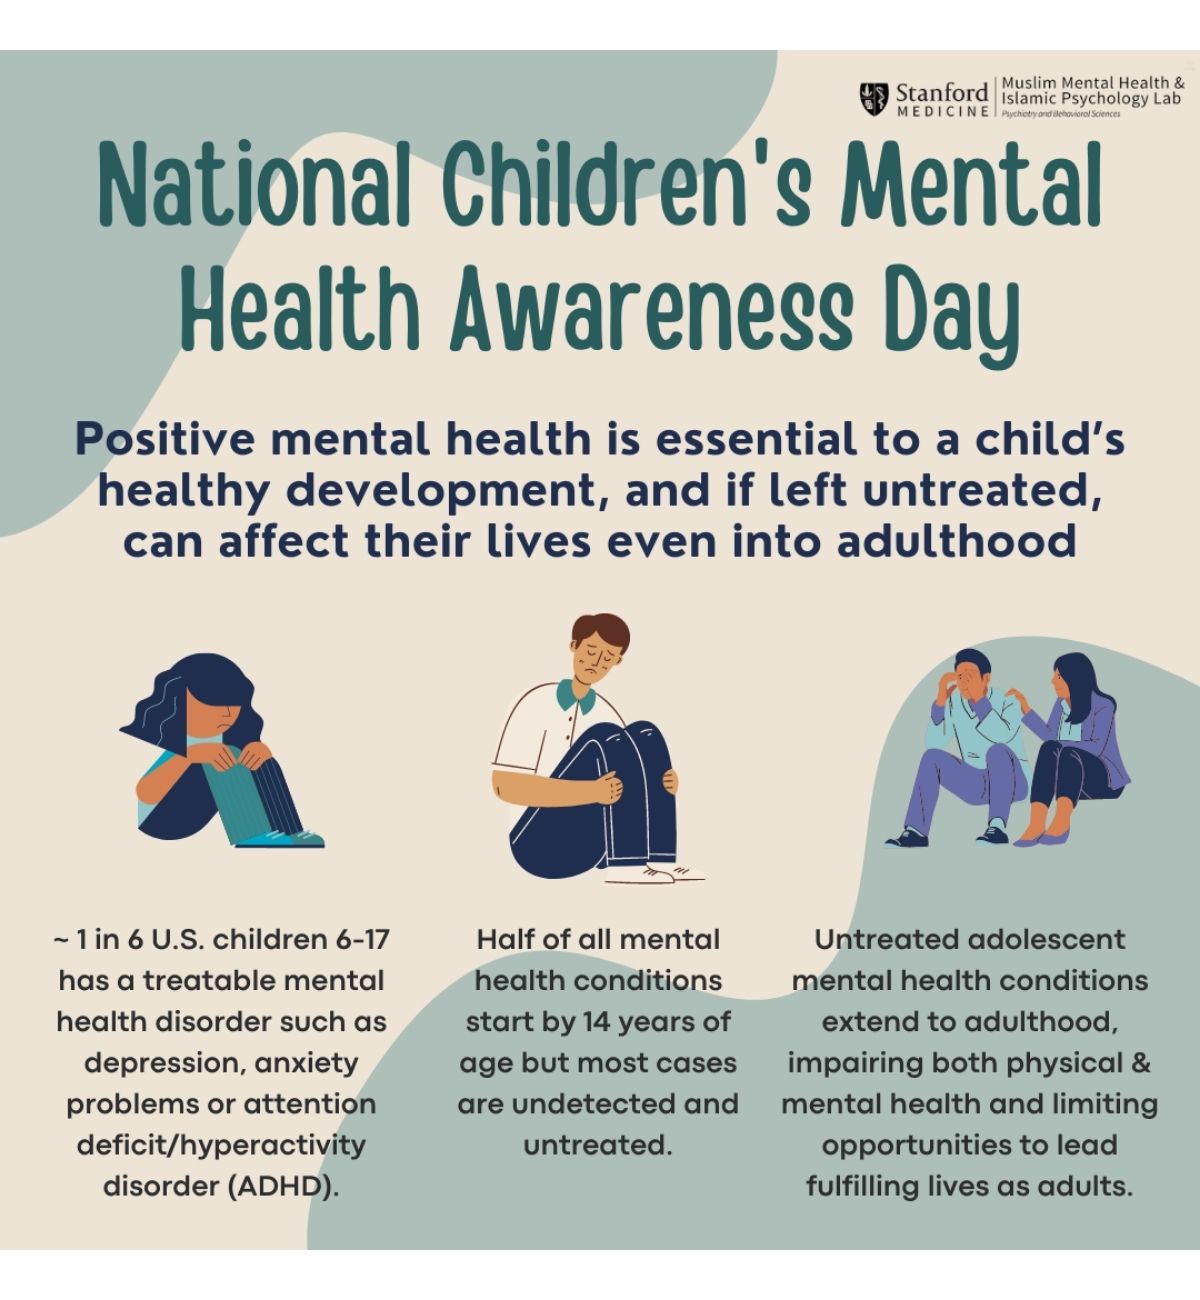 Stanford
MEDICINE
Muslim Mental Health &
Islamic Psychology Lab
Psychiatry and Behavioral Sciences
National Children's Mental
Health Awareness Day
Positive mental health is essential to a child’s
healthy development, and if left untreated,
can affect their lives even into adulthood
~ 1 in 6 U.S. children 6-17
has a treatable mental
health disorder such as
depression, anxiety
problems or attention
deficit/hyperactivity
disorder (ADHD).
Half of all mental
health conditions
start by 14 years of
age but most cases
are undetected and
untreated.
Untreated adolescent
mental health conditions
extend to adulthood,
impairing both physical &
mental health and limiting
opportunities to lead
fulfilling lives as adults.